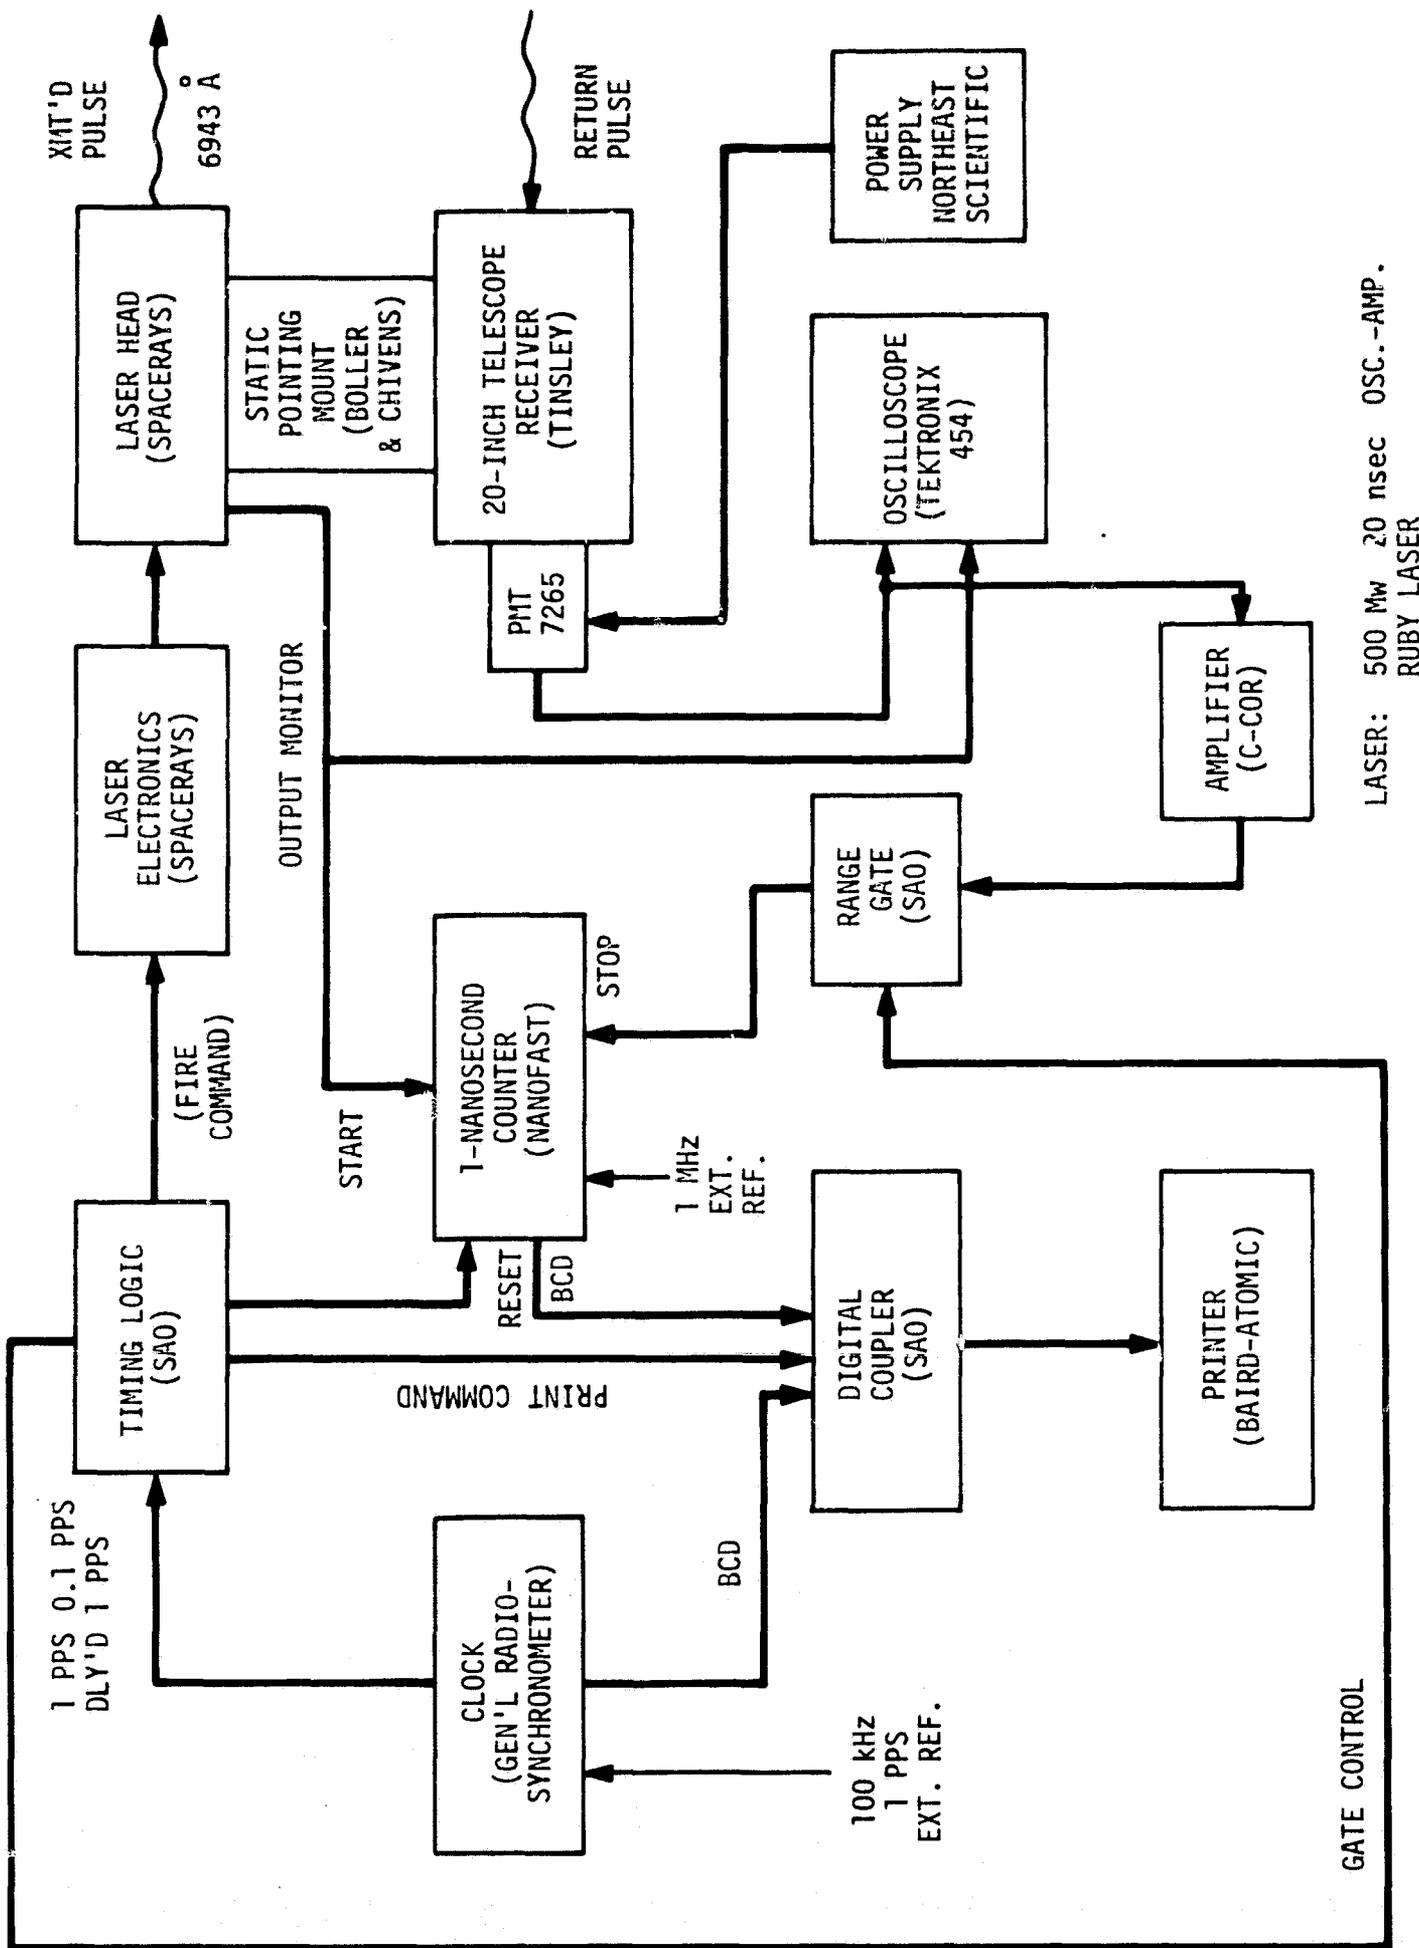 XMT'D
PULSE
6943 Å
RETURN
PULSE
LASER HEAD
(SPACERAYS)
STATIC
POINTING
MOUNT
(BOLLER
& CHIVENS)
20-INCH TELESCOPE
RECEIVER
(TINSLEY)
PMT
7265
POWER
SUPPLY
NORTHEAST
SCIENTIFIC
OSCILLOSCOPE
(TEKTRONIX
454)
LASER
ELECTRONICS
(SPACERAYS)
OUTPUT MONITOR
AMPLIFIER
(C-COR)
LASER: 500 Mw 20 nsec OSC.-AMP.
RUBY LASER
(FIRE
COMMAND)
START
1-NANOSECOND
COUNTER
(NANOFAST)
STOP
RANGE
GATE
(SAO)
1 MHz
EXT.
REF.
TIMING LOGIC
(SAO)
RESET
BCD
PRINT COMMAND
DIGITAL
COUPLER
(SAO)
PRINTER
(BAIRD-ATOMIC)
1 PPS 0.1 PPS
DLY'D 1 PPS
CLOCK
(GEN'L RADIO-
SYNCHRONOMETER)
BCD
100 kHz
1 PPS
EXT. REF.
GATE CONTROL